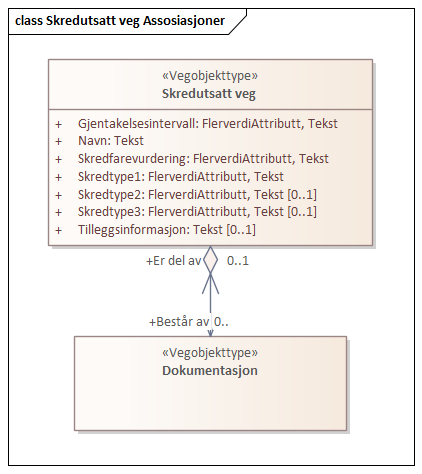 class Skredutsatt veg Assosiasjoner
«Vegobjekttype»
Skredutsatt veg
+ Gjentakelsesintervall: FlerverdiAttributt, Tekst
+ Navn: Tekst
+ Skredfarevurdering: FlerverdiAttributt, Tekst
+ Skredtype1: FlerverdiAttributt, Tekst
+ Skredtype2: FlerverdiAttributt, Tekst [0..1]
+ Skredtype3: FlerverdiAttributt, Tekst [0..1]
+ Tilleggsinformasjon: Tekst [0..1]
+Er del av 0..1
+Består av 0..
«Vegobjekttype»
Dokumentasjon